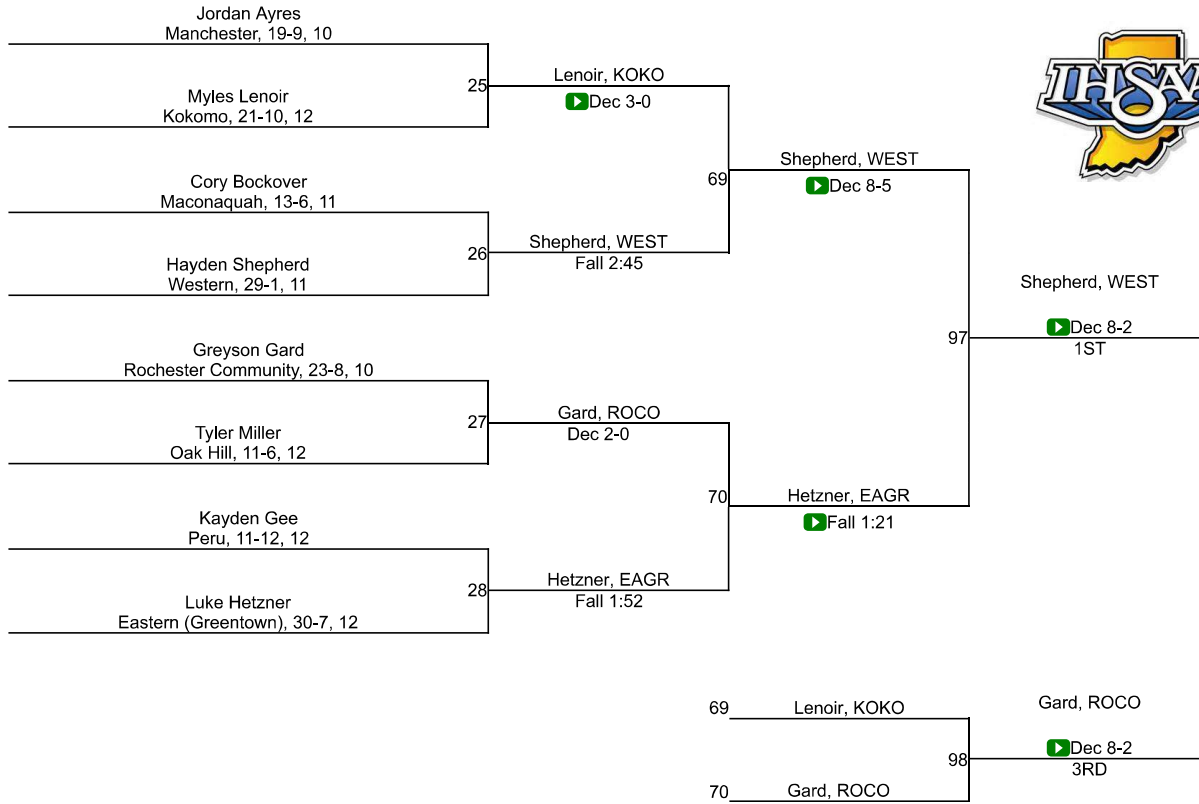 Jordan Ayres
Manchester, 19-9, 10
25
Lenoir, KOKO
Dec 3-0
Myles Lenoir
Kokomo, 21-10, 12
IHSAA
69
Shepherd, WEST
Dec 8-5
Cory Bockover
Maconaquah, 13-6, 11
26
Shepherd, WEST
Fall 2:45
Hayden Shepherd
Western, 29-1, 11
97
Shepherd, WEST
Dec 8-2
1ST
Greyson Gard
Rochester Community, 23-8, 10
27
Gard, ROCO
Dec 2-0
Tyler Miller
Oak Hill, 11-6, 12
70
Hetzner, EAGR
Fall 1:21
Kayden Gee
Peru, 11-12, 12
28
Hetzner, EAGR
Fall 1:52
Luke Hetzner
Eastern (Greentown), 30-7, 12
69
Lenoir, KOKO
98
Gard, ROCO
Dec 8-2
3RD
70
Gard, ROCO